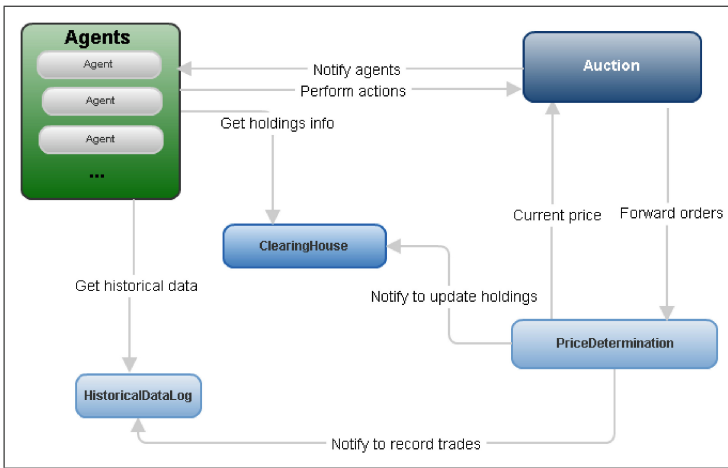 Agents
Agent
Agent
Agent
...
Notify agents
Perform actions
Get holdings info
Auction
Current price
Forward orders
ClearingHouse
Get historical data
Notify to update holdings
PriceDetermination
HistoricalDataLog
Notify to record trades